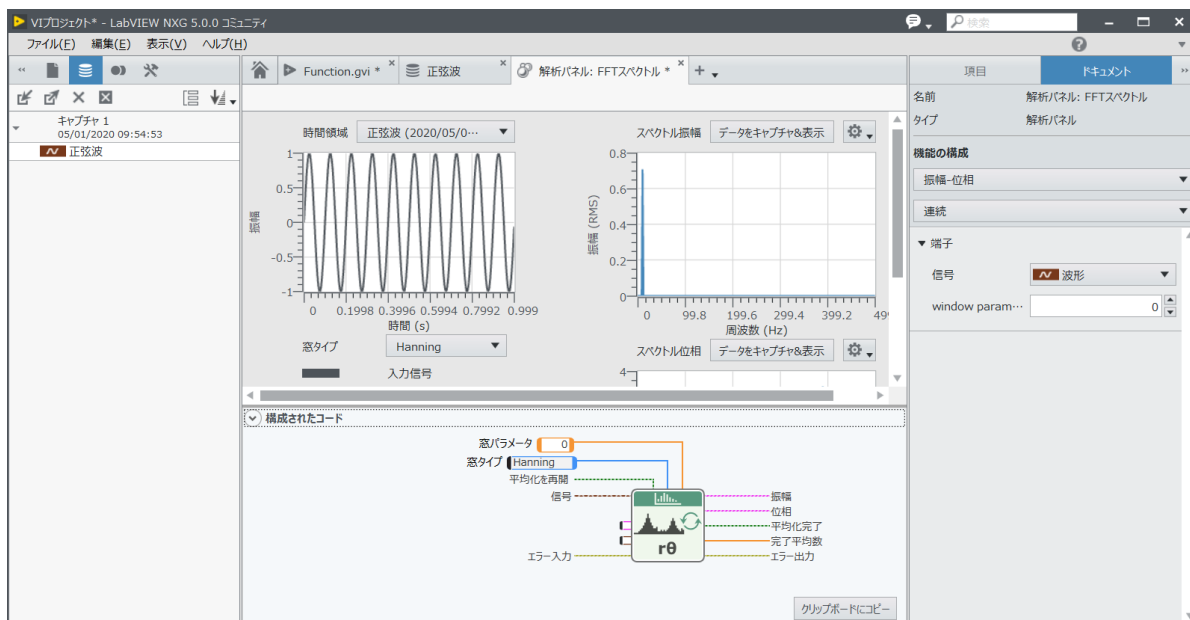 VIプロジェクト* - LabVIEW NXG 5.0.0 コミュニティ
検索
ファイル(F) 編集(E) 表示(V) ヘルプ(H)
Function.gvi *
正弦波
解析パネル: FFTスペクトル *
項目
ドキュメント
キャプチャ 1
05/01/2020 09:54:53
正弦波
時間領域
正弦波 (2020/05/0…
1
0.5
0
-0.5
-1
振幅
0 0.1998 0.3996 0.5994 0.7992 0.999
時間 (s)
窓タイプ
Hanning
入力信号
スペクトル振幅
データをキャプチャ&表示
0.8
0.6
0.4
0.2
0
振幅 (RMS)
0 99.8 199.6 299.4 399.2 49
周波数 (Hz)
スペクトル位相
データをキャプチャ&表示
4
名前
解析パネル: FFTスペクトル
タイプ
解析パネル
機能の構成
振幅-位相
連続
端子
信号
波形
window param…
0
構成されたコード
窓パラメータ
0
窓タイプ
Hanning
平均化を再開
信号
エラー入力
rθ
振幅
位相
平均化完了
完了平均数
エラー出力
クリップボードにコピー